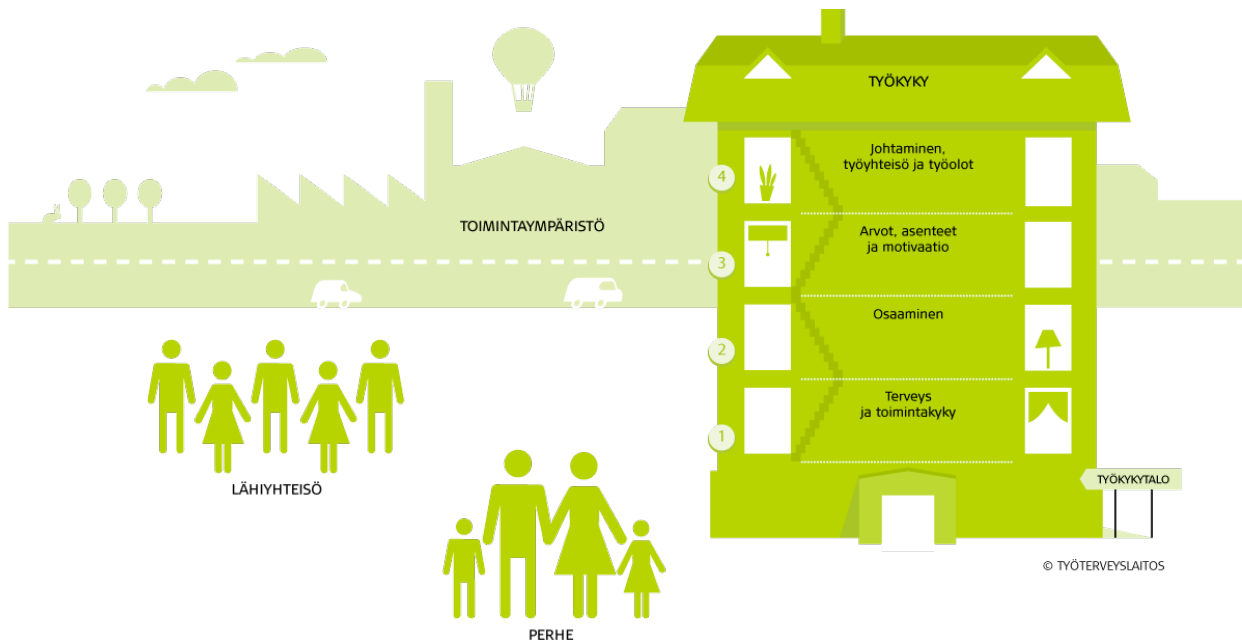 TYÖKYKY
4
Johtaminen,
työyhteisö ja työolot
TOIMINTAYMPÄRISTÖ
3
Arvot, asenteet
ja motivaatio
2
Osaaminen
1
Terveys
ja toimintakyky
LÄHIYHTEISÖ
TYÖKYKYTALO
© TYÖTERVEYSLAITOS
PERHE